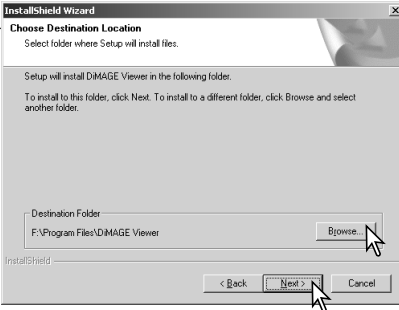 InstallShield Wizard
Choose Destination Location
Select folder where Setup will install files.
Setup will install DiMAGE Viewer in the following folder.
To install to this folder, click Next. To install to a different folder, click Browse and select
another folder.
Destination Folder
F:\Program Files\DiMAGE Viewer
Browse...
InstallShield
< Back
Next >
Cancel